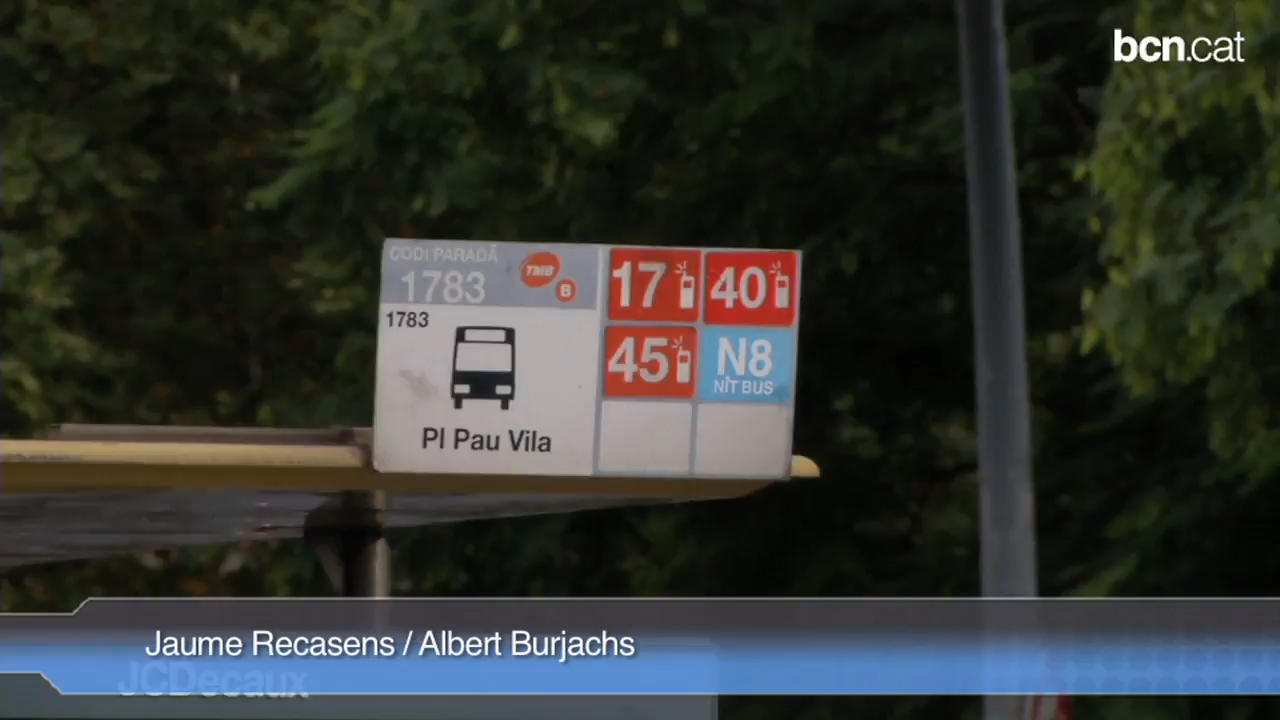 bcn.cat
CODI PARADA
1783
TMB
B
17
40
1783
45
N8
NIT BUS
Pl Pau Vila
Jaume Recasens / Albert Burjachs
JCDecaux